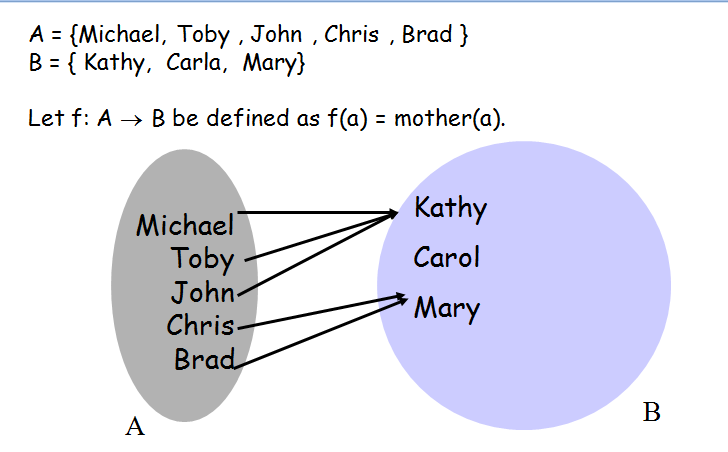 A = {Michael, Toby , John , Chris , Brad }
B = { Kathy, Carla, Mary}
Let f: A → B be defined as f(a) = mother(a).
Michael
Toby
John
Chris
Brad
Kathy
Carol
Mary
A
B